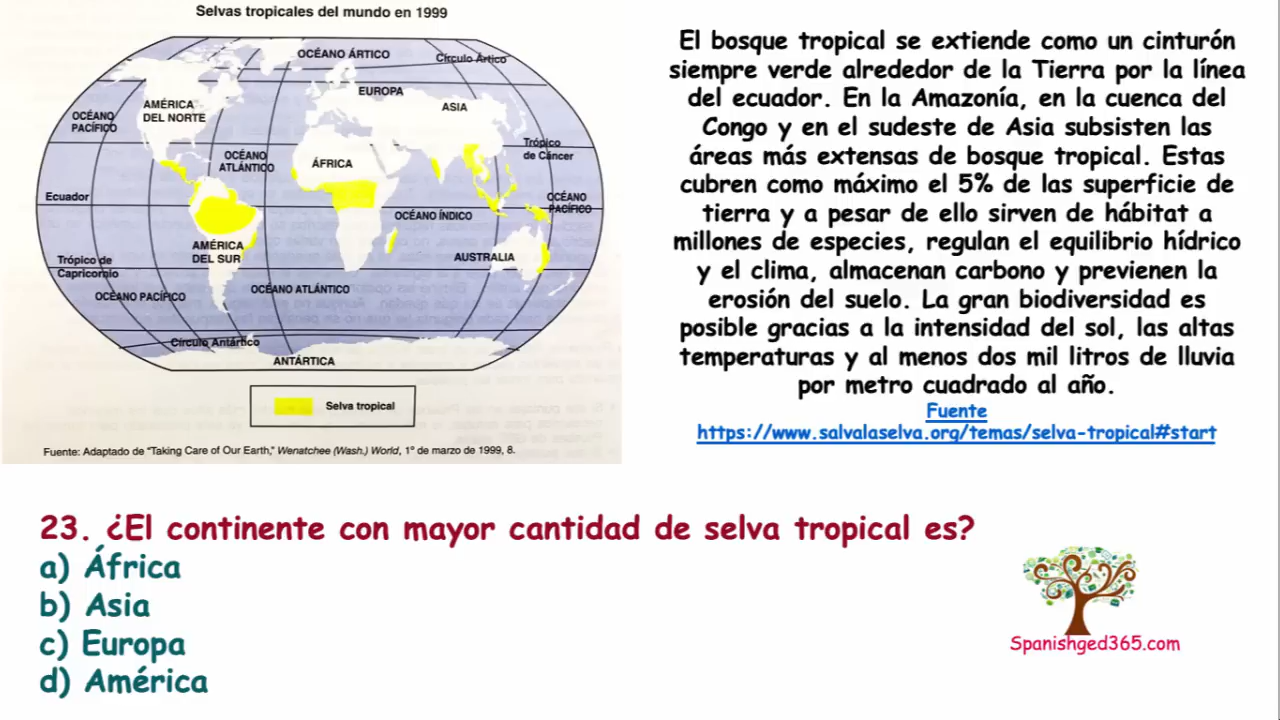 Selvas tropicales del mundo en 1999
OCÉANO ÁRTICO
Círculo Ártico
EUROPA
ASIA
AMÉRICA
DEL NORTE
OCÉANO
PACÍFICO
OCÉANO
ATLÁNTICO
ÁFRICA
Trópico
de Cáncer
Ecuador
OCÉANO
PACÍFICO
OCÉANO ÍNDICO
AMÉRICA
DEL SUR
AUSTRALIA
Trópico de
Capricornio
OCÉANO ATLÁNTICO
OCÉANO PACÍFICO
Círculo Antártico
ANTÁRTICA
Selva tropical
Fuente: Adaptado de “Taking Care of Our Earth,” Wenatchee (Wash.) World, 1º de marzo de 1999, 8.
El bosque tropical se extiende como un cinturón
siempre verde alrededor de la Tierra por la línea
del ecuador. En la Amazonía, en la cuenca del
Congo y en el sudeste de Asia subsisten las
áreas más extensas de bosque tropical. Estas
cubren como máximo el 5% de las superficie de
tierra y a pesar de ello sirven de hábitat a
millones de especies, regulan el equilibrio hídrico
y el clima, almacenan carbono y previenen la
erosión del suelo. La gran biodiversidad es
posible gracias a la intensidad del sol, las altas
temperaturas y al menos dos mil litros de lluvia
por metro cuadrado al año.
Fuente
https://www.salvalaselva.org/temas/selva-tropical#start
23. ¿El continente con mayor cantidad de selva tropical es?
a) África
b) Asia
c) Europa
d) América
Spanishged365.com